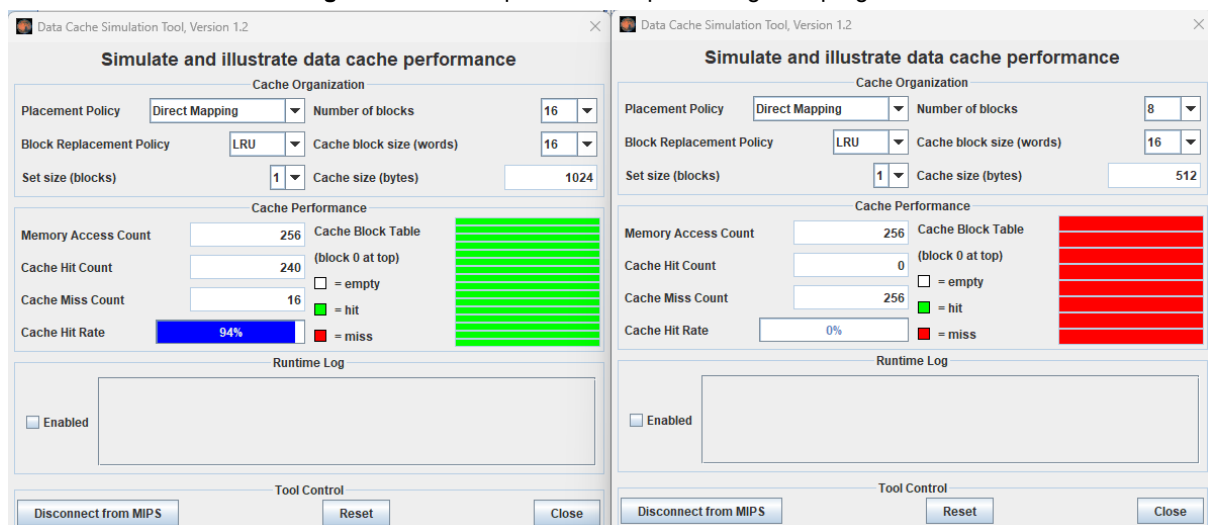 Data Cache Simulation Tool, Version 1.2
Simulate and illustrate data cache performance
Cache Organization
Placement Policy Direct Mapping Number of blocks 16
Block Replacement Policy LRU Cache block size (words) 16
Set size (blocks) 1 Cache size (bytes) 1024
Cache Performance
Memory Access Count 256 Cache Block Table
(block 0 at top)
Cache Hit Count 240
= empty
Cache Miss Count 16
= hit
Cache Hit Rate 94%
= miss
Runtime Log
Enabled
Tool Control
Disconnect from MIPS Reset Close
Data Cache Simulation Tool, Version 1.2
Simulate and illustrate data cache performance
Cache Organization
Placement Policy Direct Mapping Number of blocks 8
Block Replacement Policy LRU Cache block size (words) 16
Set size (blocks) 1 Cache size (bytes) 512
Cache Performance
Memory Access Count 256 Cache Block Table
(block 0 at top)
Cache Hit Count 0
= empty
Cache Miss Count 256
= hit
Cache Hit Rate 0%
= miss
Runtime Log
Enabled
Tool Control
Disconnect from MIPS Reset Close